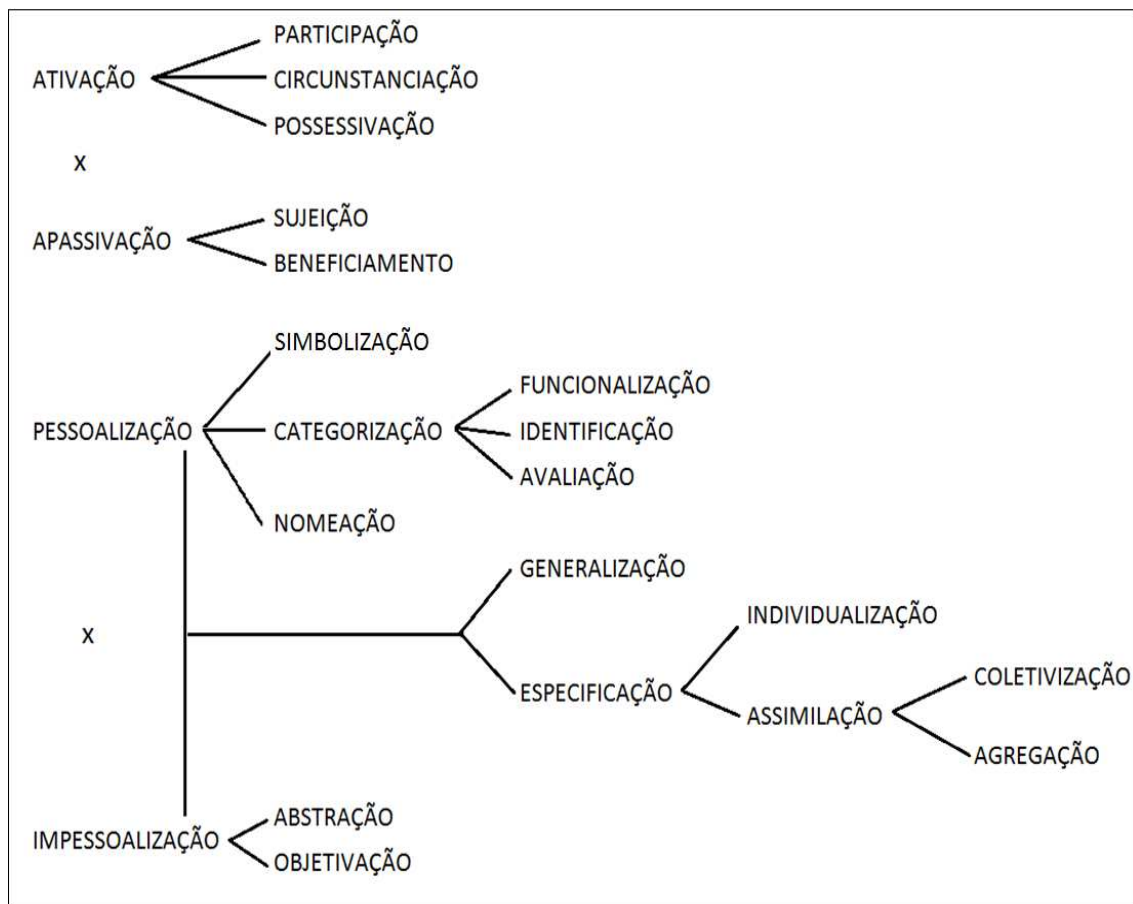 PARTICIPAÇÃO
ATIVAÇÃO
CIRCUNSTANCIAÇÃO
POSSESSIVAÇÃO
X
SUJEIÇÃO
APASSIVAÇÃO
BENEFICIAMENTO
SIMBOLIZAÇÃO
FUNCIONALIZAÇÃO
PESSOALIZAÇÃO
CATEGORIZAÇÃO
IDENTIFICAÇÃO
AVALIAÇÃO
NOMEAÇÃO
GENERALIZAÇÃO
INDIVIDUALIZAÇÃO
X
COLETIVIZAÇÃO
ESPECIFICAÇÃO
ASSIMILAÇÃO
AGREGAÇÃO
ABSTRAÇÃO
IMPESSOALIZAÇÃO
OBJETIVAÇÃO